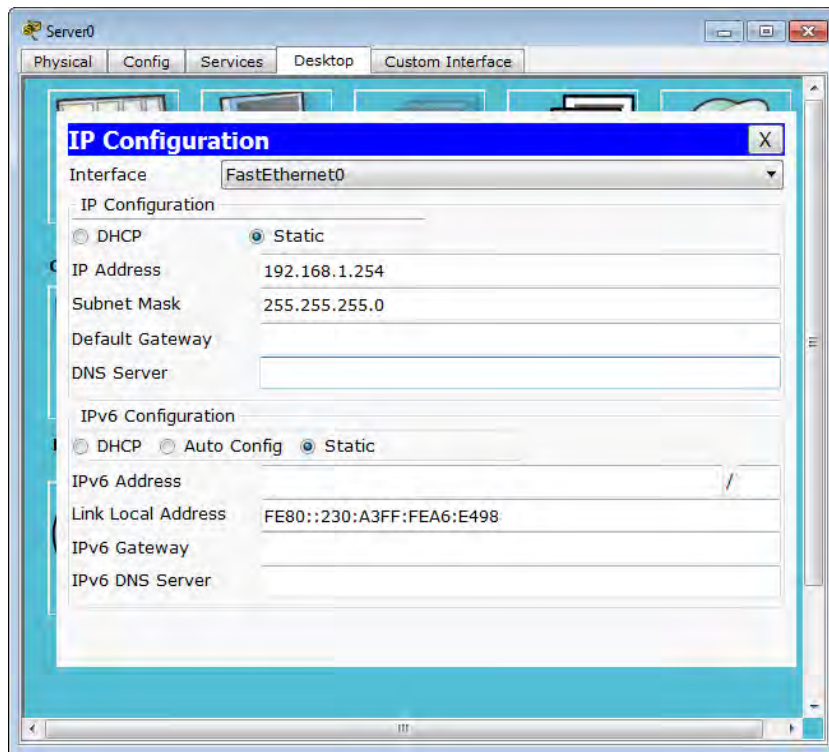 Server0
Physical Config Services Desktop Custom Interface
IP Configuration X
Interface FastEthernet0
IP Configuration
DHCP Static
IP Address 192.168.1.254
Subnet Mask 255.255.255.0
Default Gateway
DNS Server
IPv6 Configuration
DHCP Auto Config Static
IPv6 Address /
Link Local Address FE80::230:A3FF:FEA6:E498
IPv6 Gateway
IPv6 DNS Server